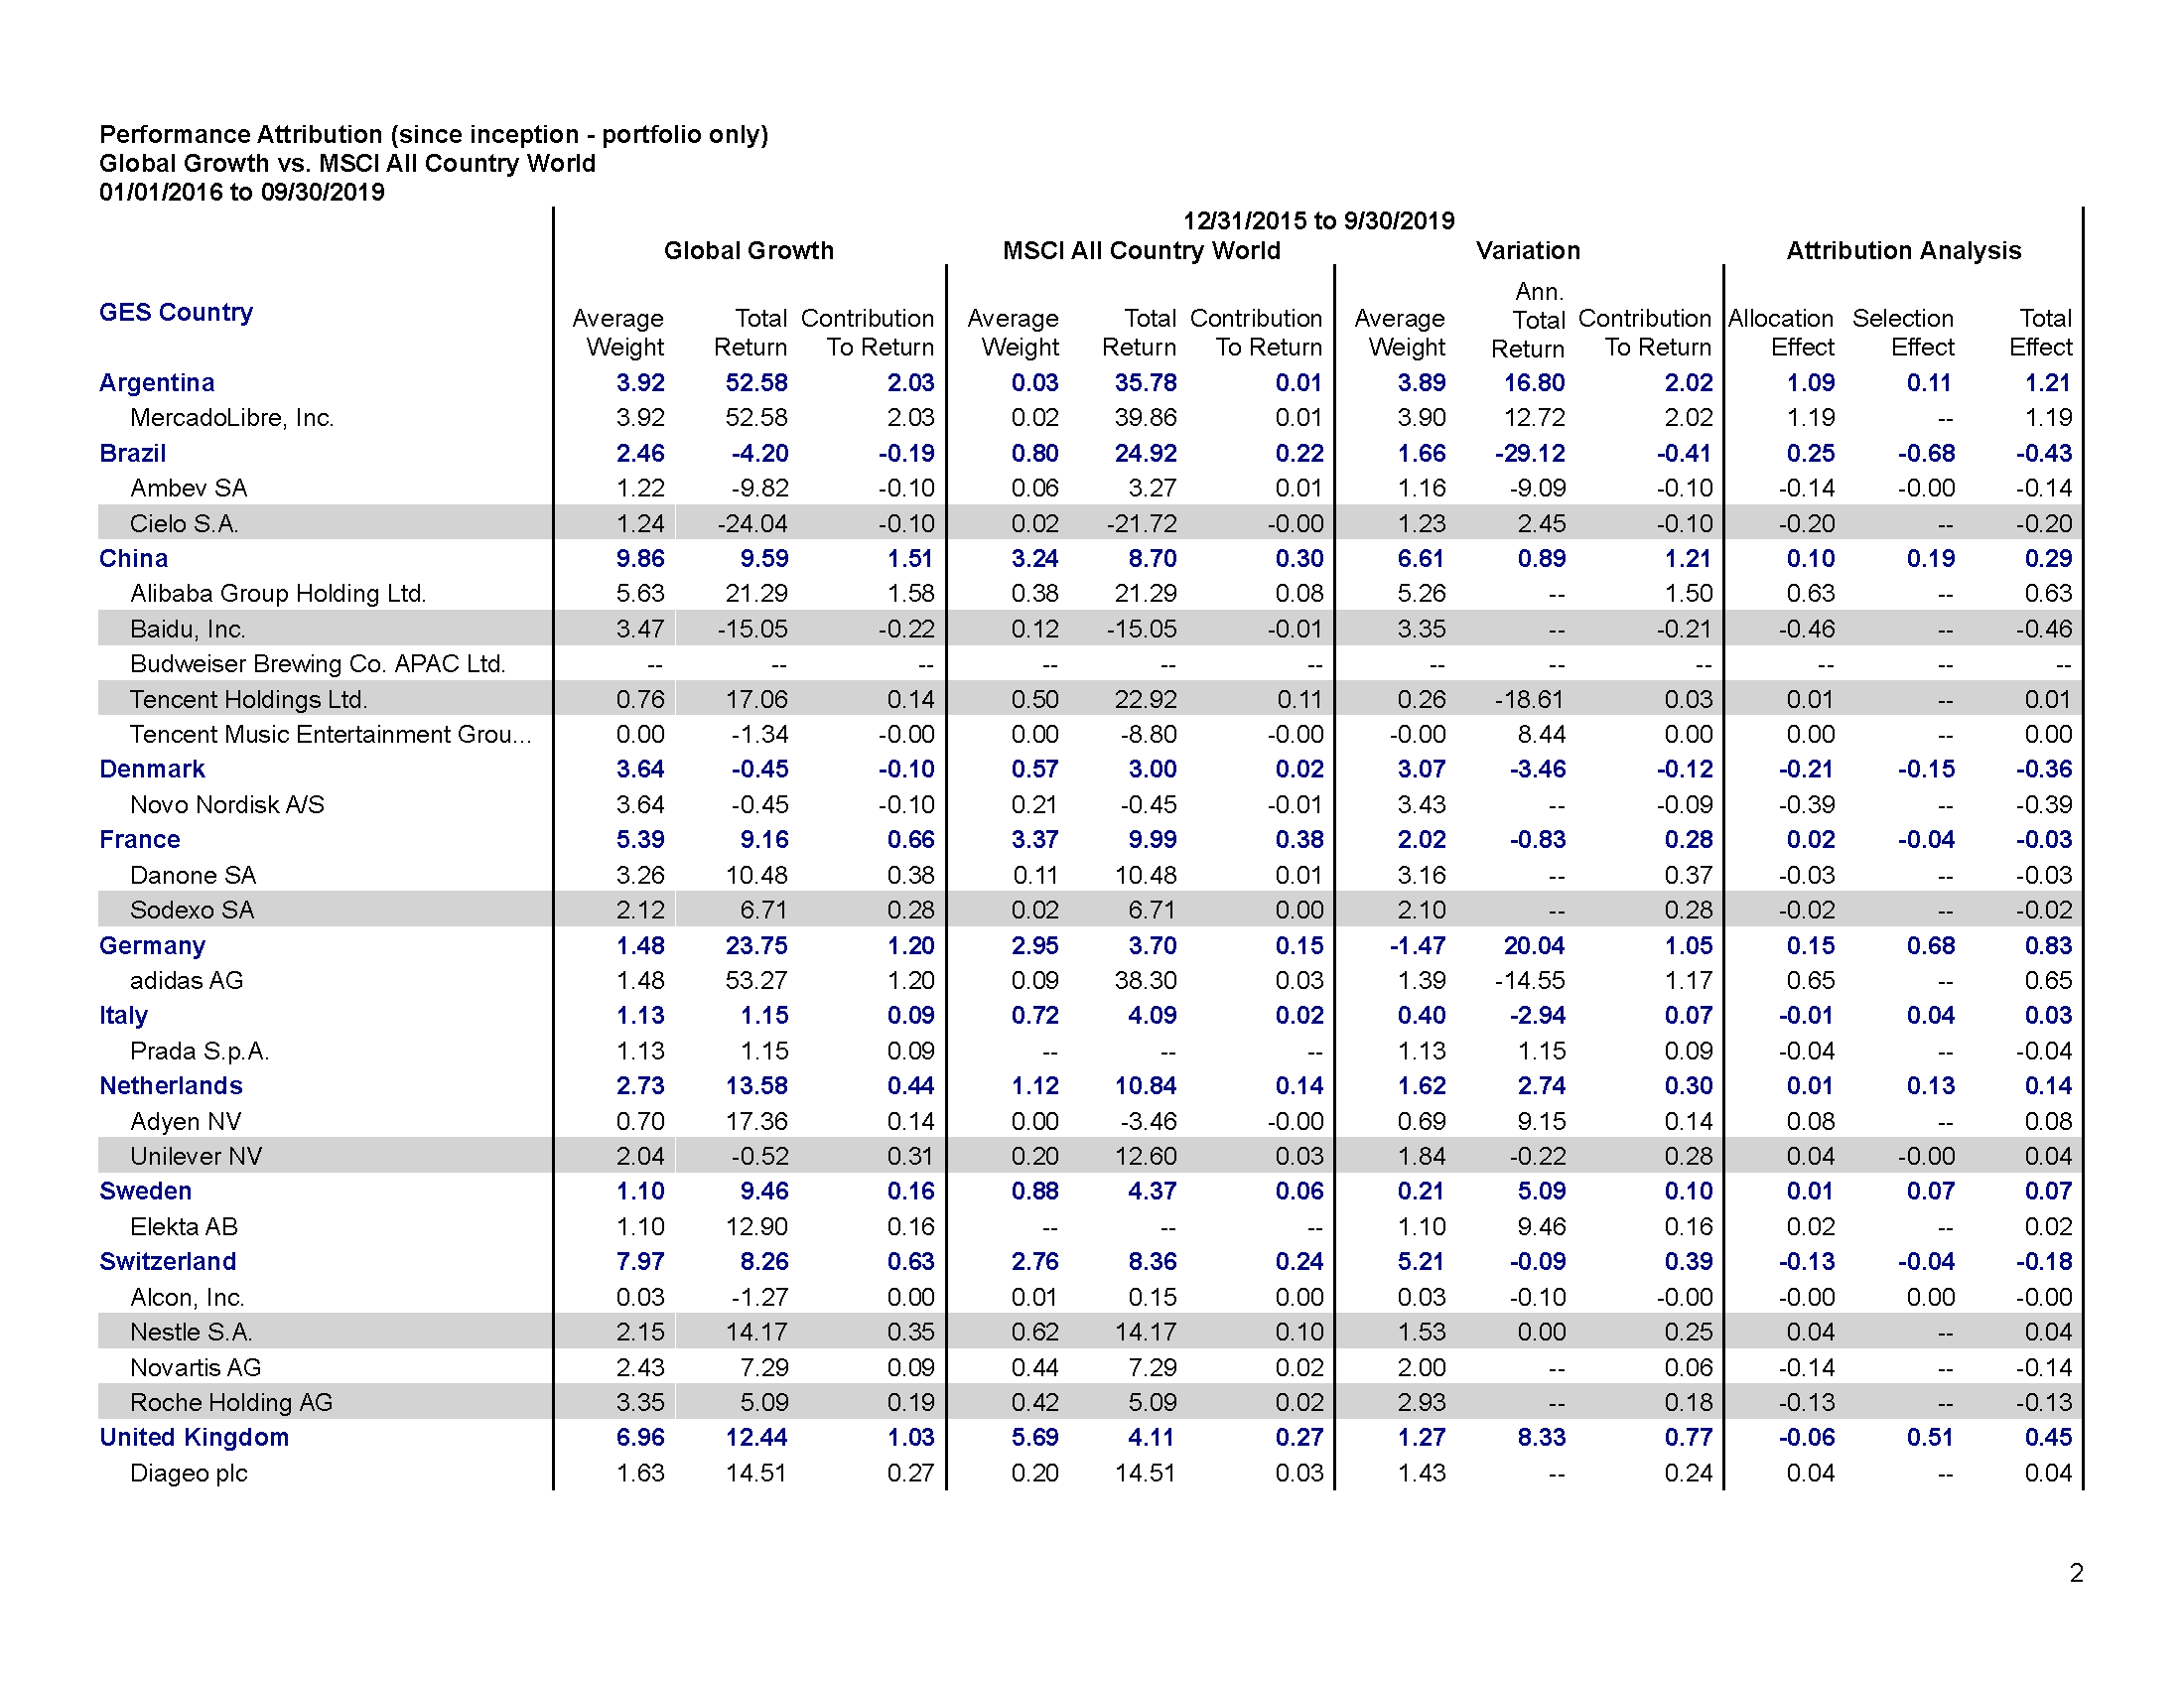 Performance Attribution (since inception - portfolio only)
Global Growth vs. MSCI All Country World
01/01/2016 to 09/30/2019
12/31/2015 to 9/30/2019
Global Growth MSCI All Country World Variation Attribution Analysis
GES Country Average Weight Total Return Contribution To Return Average Weight Total Return Contribution To Return Average Weight Ann. Total Return Contribution To Return Allocation Effect Selection Effect Total Effect
Argentina 3.92 52.58 2.03 0.03 35.78 0.01 3.89 16.80 2.02 1.09 0.11 1.21
MercadoLibre, Inc. 3.92 52.58 2.03 0.02 39.86 0.01 3.90 12.72 2.02 1.19 -- 1.19
Brazil 2.46 -4.20 -0.19 0.80 24.92 0.22 1.66 -29.12 -0.41 0.25 -0.68 -0.43
Ambev SA 1.22 -9.82 -0.10 0.06 3.27 0.01 1.16 -9.09 -0.10 -0.14 -0.00 -0.14
Cielo S.A. 1.24 -24.04 -0.10 0.02 -21.72 -0.00 1.23 2.45 -0.10 -0.20 -- -0.20
China 9.86 9.59 1.51 3.24 8.70 0.30 6.61 0.89 1.21 0.10 0.19 0.29
Alibaba Group Holding Ltd. 5.63 21.29 1.58 0.38 21.29 0.08 5.26 -- 1.50 0.63 -- 0.63
Baidu, Inc. 3.47 -15.05 -0.22 0.12 -15.05 -0.01 3.35 -- -0.21 -0.46 -- -0.46
Budweiser Brewing Co. APAC Ltd. -- -- -- -- -- -- -- -- -- -- -- --
Tencent Holdings Ltd. 0.76 17.06 0.14 0.50 22.92 0.11 0.26 -18.61 0.03 0.01 -- 0.01
Tencent Music Entertainment Grou... 0.00 -1.34 -0.00 0.00 -8.80 -0.00 -0.00 8.44 0.00 0.00 -- 0.00
Denmark 3.64 -0.45 -0.10 0.57 3.00 0.02 3.07 -3.46 -0.12 -0.21 -0.15 -0.36
Novo Nordisk A/S 3.64 -0.45 -0.10 0.21 -0.45 -0.01 3.43 -- -0.09 -0.39 -- -0.39
France 5.39 9.16 0.66 3.37 9.99 0.38 2.02 -0.83 0.28 0.02 -0.04 -0.03
Danone SA 3.26 10.48 0.38 0.11 10.48 0.01 3.16 -- 0.37 -0.03 -- -0.03
Sodexo SA 2.12 6.71 0.28 0.02 6.71 0.00 2.10 -- 0.28 -0.02 -- -0.02
Germany 1.48 23.75 1.20 2.95 3.70 0.15 -1.47 20.04 1.05 0.15 0.68 0.83
adidas AG 1.48 53.27 1.20 0.09 38.30 0.03 1.39 -14.55 1.17 0.65 -- 0.65
Italy 1.13 1.15 0.09 0.72 4.09 0.02 0.40 -2.94 0.07 -0.01 0.04 0.03
Prada S.p.A. 1.13 1.15 0.09 -- -- -- 1.13 1.15 0.09 -0.04 -- -0.04
Netherlands 2.73 13.58 0.44 1.12 10.84 0.14 1.62 2.74 0.30 0.01 0.13 0.14
Adyen NV 0.70 17.36 0.14 0.00 -3.46 -0.00 0.69 9.15 0.14 0.08 -- 0.08
Unilever NV 2.04 -0.52 0.31 0.20 12.60 0.03 1.84 -0.22 0.28 0.04 -0.00 0.04
Sweden 1.10 9.46 0.16 0.88 4.37 0.06 0.21 5.09 0.10 0.01 0.07 0.07
Elekta AB 1.10 12.90 0.16 -- -- -- 1.10 9.46 0.16 0.02 -- 0.02
Switzerland 7.97 8.26 0.63 2.76 8.36 0.24 5.21 -0.09 0.39 -0.13 -0.04 -0.18
Alcon, Inc. 0.03 -1.27 0.00 0.01 0.15 0.00 0.03 -0.10 -0.00 -0.00 0.00 -0.00
Nestle S.A. 2.15 14.17 0.35 0.62 14.17 0.10 1.53 0.00 0.25 0.04 -- 0.04
Novartis AG 2.43 7.29 0.09 0.44 7.29 0.02 2.00 -- 0.06 -0.14 -- -0.14
Roche Holding AG 3.35 5.09 0.19 0.42 5.09 0.02 2.93 -- 0.18 -0.13 -- -0.13
United Kingdom 6.96 12.44 1.03 5.69 4.11 0.27 1.27 8.33 0.77 -0.06 0.51 0.45
Diageo plc 1.63 14.51 0.27 0.20 14.51 0.03 1.43 -- 0.24 0.04 -- 0.04
2